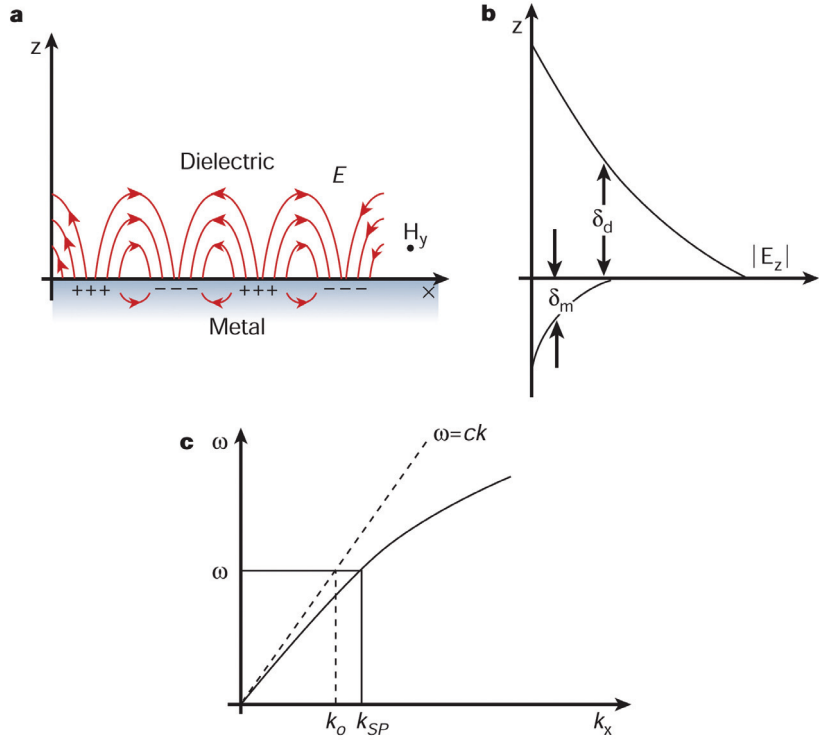 a
z
Dielectric
E
H_y
+++ − − − +++ − − −
x
Metal
b
z
δ_d
|E_z|
δ_m
c
ω
ω=ck
ω
k_o
k_SP
k_x